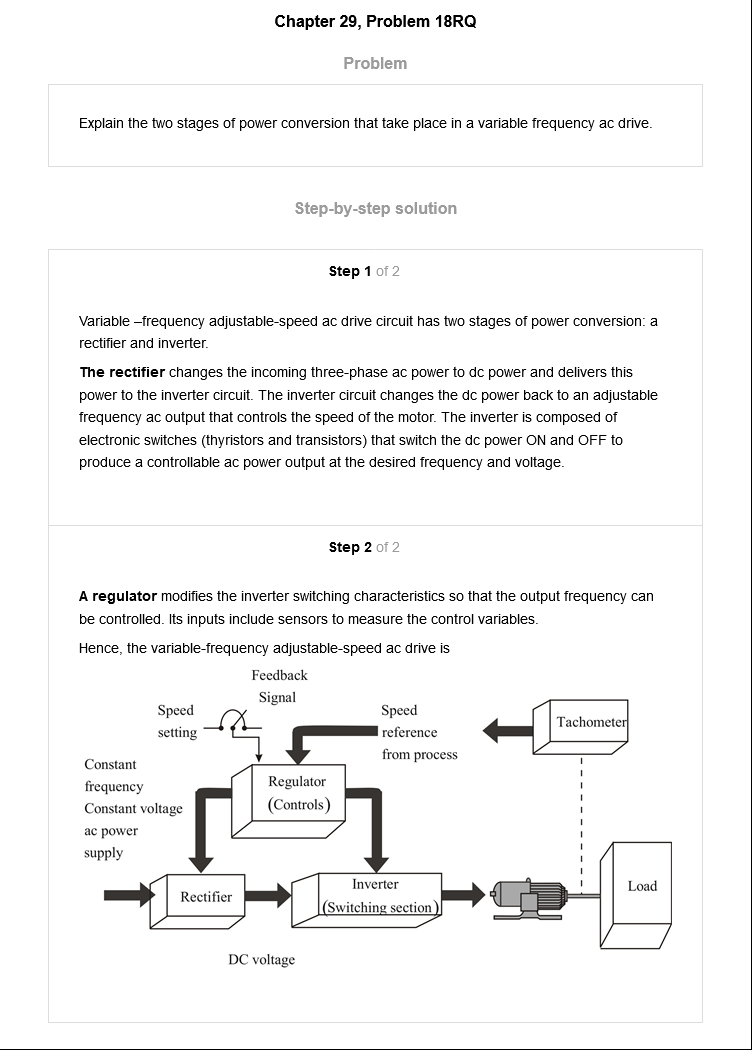 Chapter 29, Problem 18RQ
Problem
Explain the two stages of power conversion that take place in a variable frequency ac drive.
Step-by-step solution
Step 1 of 2
Variable –frequency adjustable-speed ac drive circuit has two stages of power conversion: a
rectifier and inverter.
The rectifier changes the incoming three-phase ac power to dc power and delivers this
power to the inverter circuit. The inverter circuit changes the dc power back to an adjustable
frequency ac output that controls the speed of the motor. The inverter is composed of
electronic switches (thyristors and transistors) that switch the dc power ON and OFF to
produce a controllable ac power output at the desired frequency and voltage.
Step 2 of 2
A regulator modifies the inverter switching characteristics so that the output frequency can
be controlled. Its inputs include sensors to measure the control variables.
Hence, the variable-frequency adjustable-speed ac drive is
Feedback
Signal
Speed
setting
Speed
reference
from process
Tachometer
Constant
frequency
Constant voltage
ac power
supply
Regulator
(Controls)
Rectifier
Inverter
(Switching section)
Load
DC voltage